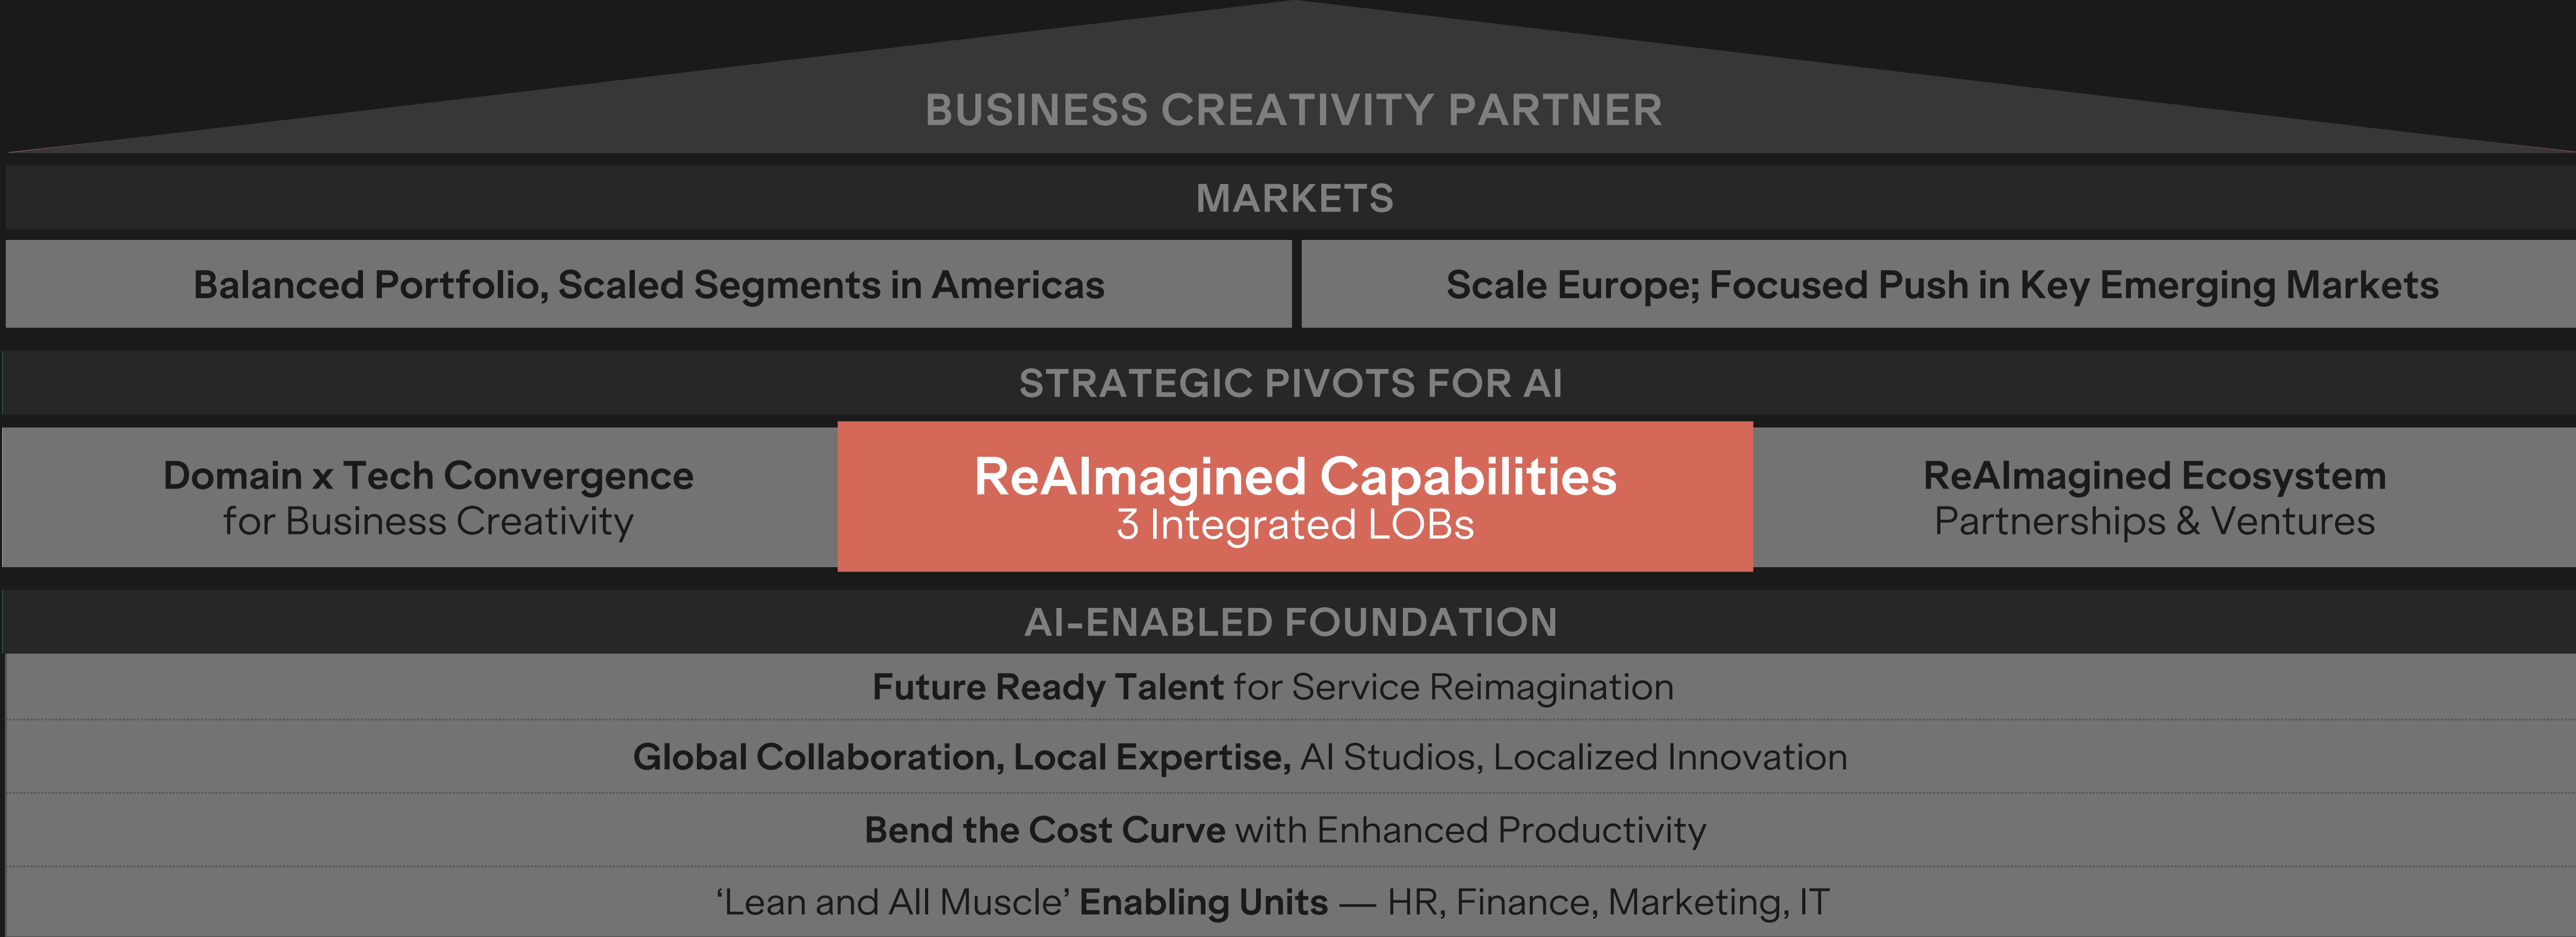 BUSINESS CREATIVITY PARTNER
MARKETS
Balanced Portfolio, Scaled Segments in Americas
Scale Europe; Focused Push in Key Emerging Markets
STRATEGIC PIVOTS FOR AI
Domain x Tech Convergence
for Business Creativity
ReAImagined Capabilities
3 Integrated LOBs
ReAImagined Ecosystem
Partnerships & Ventures
AI-ENABLED FOUNDATION
Future Ready Talent for Service Reimagination
Global Collaboration, Local Expertise, AI Studios, Localized Innovation
Bend the Cost Curve with Enhanced Productivity
‘Lean and All Muscle’ Enabling Units — HR, Finance, Marketing, IT